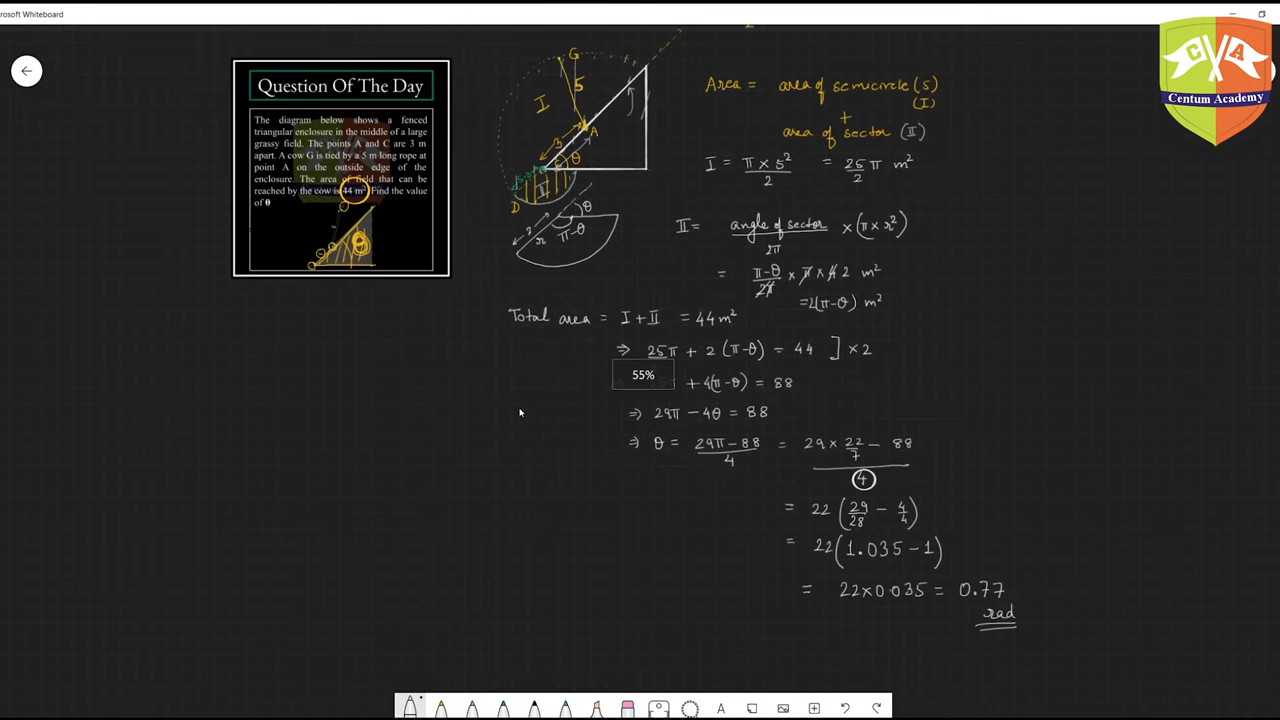 rosoft Whiteboard
C A
Centum Academy
Question Of The Day
The diagram below shows a fenced
triangular enclosure in the middle of a large
grassy field. The points A and C are 3 m
apart. A cow G is tied by a 5 m long rope at
point A on the outside edge of the
enclosure. The area of field that can be
reached by the cow is 44 m². Find the value
of θ
θ
G
5
I
A
3
C θ
II
D
2
r
π-θ
θ
Area = area of semicircle (5)
(I)
+
area of sector (II)
I = π × 5² / 2 = 25/2 π m²
II = angle of sector / 2π × (π × r²)
= π-θ / 2π × π × 4 2 m²
= 2(π-θ) m²
Total area = I + II = 44 m²
⇒ 25π + 2 (π-θ) = 44 ] × 2
55%
+ 4(π-θ) = 88
⇒ 29π - 4θ = 88
⇒ θ = 29π - 88 / 4 = 29 × 22/7 - 88 / 4
= 22 (29/28 - 4/4)
= 22 (1.035 - 1)
= 22×0.035 = 0.77
rad
A